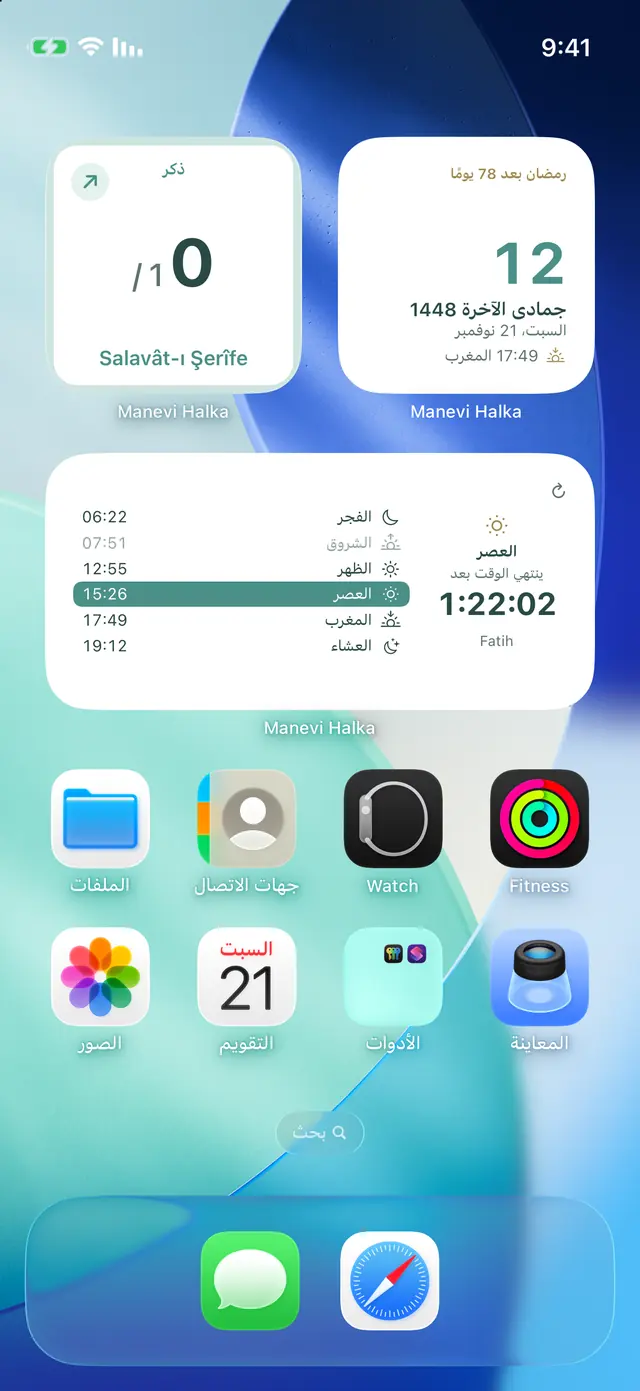 9:41
رمضان بعد 78 يومًا
12
جمادى الآخرة 1448
السبت، 21 نوفمبر
17:49 المغرب
Manevi Halka
ذكر
0
/ 1
Salavât-ı Şerîfe
Manevi Halka
العصر
ينتهي الوقت بعد
1:22:02
Fatih
الفجر 06:22
الشروق 07:51
الظهر 12:55
العصر 15:26
المغرب 17:49
العشاء 19:12
Manevi Halka
Fitness
Watch
جهات الاتصال
الملفات
السبت
21
المعاينة
الأدوات
التقويم
الصور
بحث